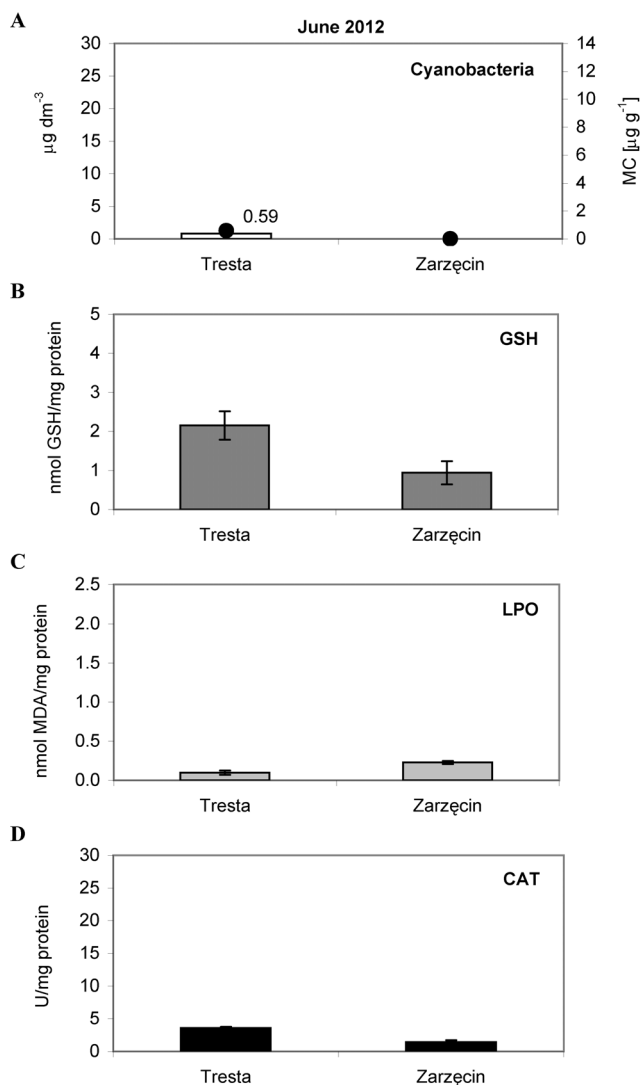 A
June 2012
Cyanobacteria
µg dm⁻³
30
25
20
15
10
5
0
MC [µg g⁻¹]
14
12
10
8
6
4
2
0
0.59
Tresta
Zarzęcin
B
GSH
nmol GSH/mg protein
5
4
3
2
1
0
Tresta
Zarzęcin
C
LPO
nmol MDA/mg protein
2.5
2.0
1.5
1.0
0.5
0.0
Tresta
Zarzęcin
D
CAT
U/mg protein
30
25
20
15
10
5
0
Tresta
Zarzęcin